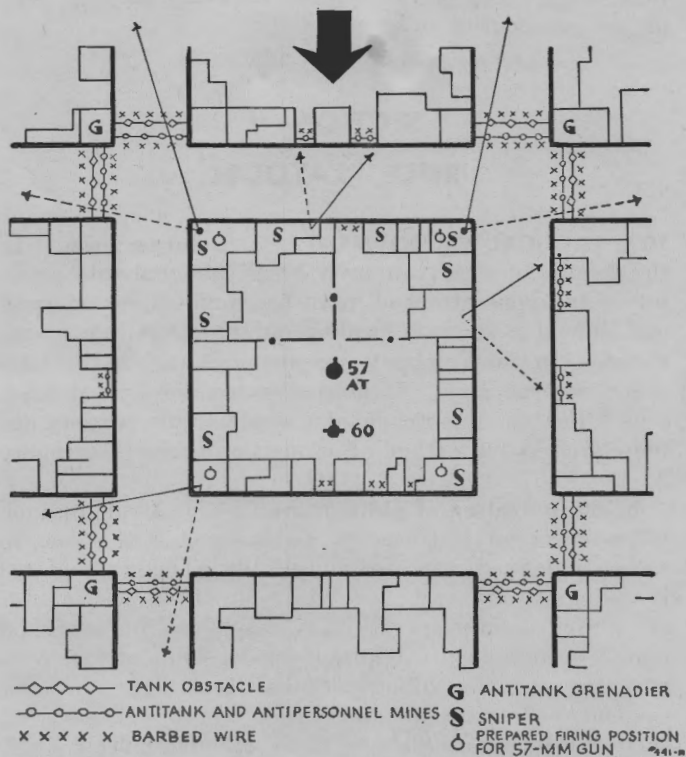 G G
S S S S
S
S
57
AT
60
S S
S
G G
TANK OBSTACLE
ANTITANK AND ANTIPERSONNEL MINES
x x x x x BARBED WIRE
G ANTITANK GRENADIER
S SNIPER
PREPARED FIRING POSITION
FOR 57-MM GUN